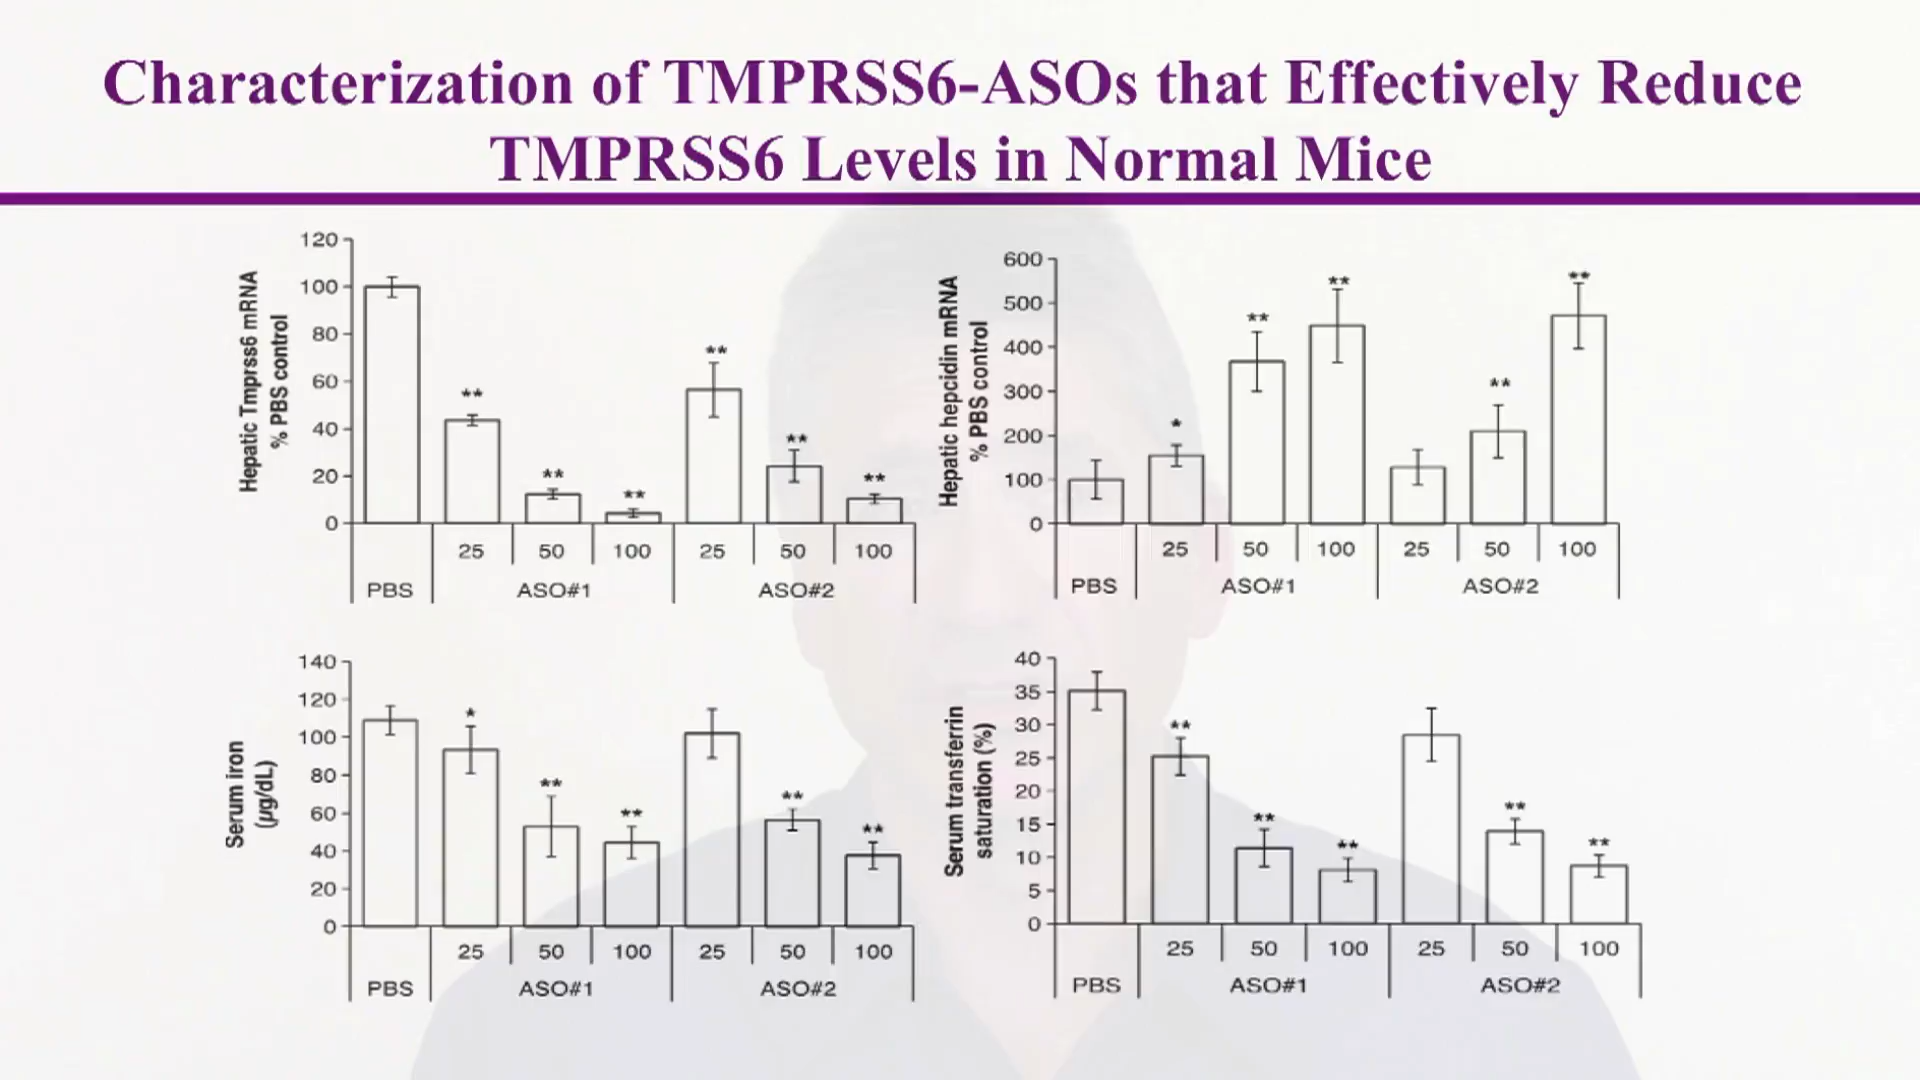 Characterization of TMPRSS6-ASOs that Effectively Reduce
TMPRSS6 Levels in Normal Mice
Hepatic Tmprss6 mRNA
% PBS control
120
100
80
60
40
20
0
**
**
**
**
**
**
25 50 100 25 50 100
PBS ASO#1 ASO#2
Hepatic hepcidin mRNA
% PBS control
600
500
400
300
200
100
0
*
**
**
**
**
25 50 100 25 50 100
PBS ASO#1 ASO#2
Serum iron
(µg/dL)
140
120
100
80
60
40
20
0
*
**
**
**
**
25 50 100 25 50 100
PBS ASO#1 ASO#2
Serum transferrin
saturation (%)
40
35
30
25
20
15
10
5
0
**
**
**
**
**
25 50 100 25 50 100
PBS ASO#1 ASO#2